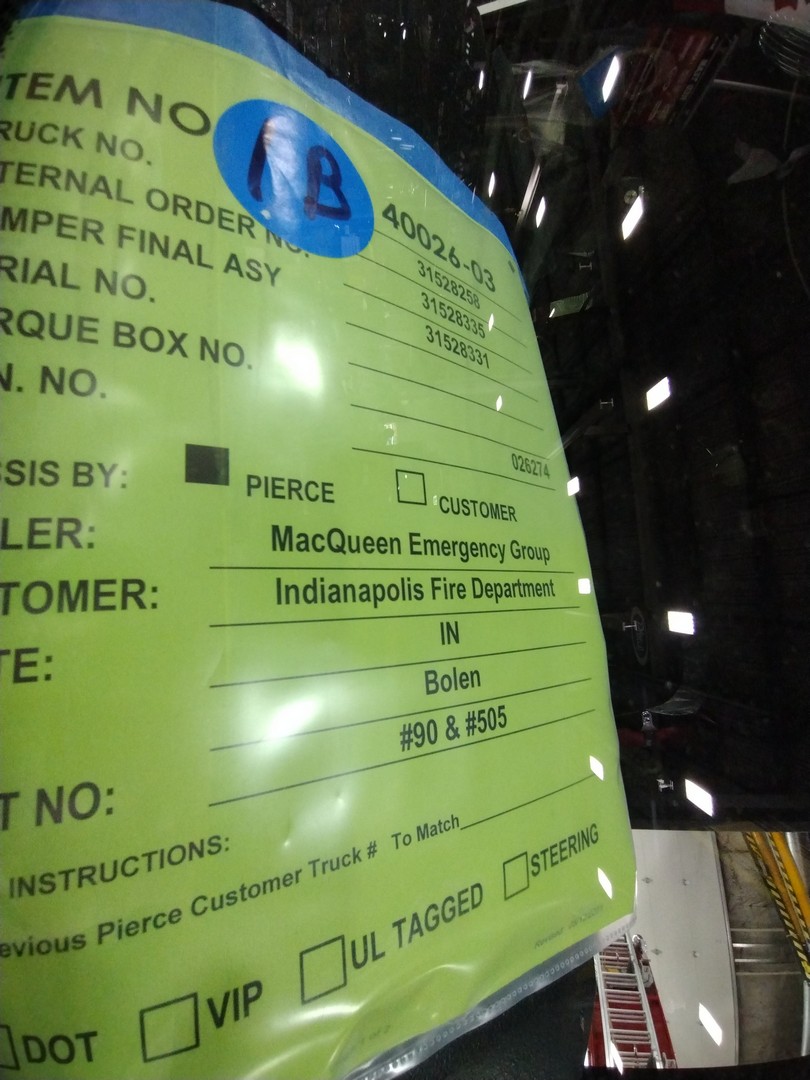 TEM NO
1B
40026-03
RUCK NO.
31528258
TERNAL ORDER NO.
31528335
MPER FINAL ASY
31528331
RIAL NO.
RQUE BOX NO.
N. NO.
026274
SSIS BY: PIERCE CUSTOMER
LER: MacQueen Emergency Group
TOMER: Indianapolis Fire Department
TE: IN
Bolen
T NO: #90 & #505
INSTRUCTIONS:
evious Pierce Customer Truck # To Match
DOT VIP UL TAGGED STEERING